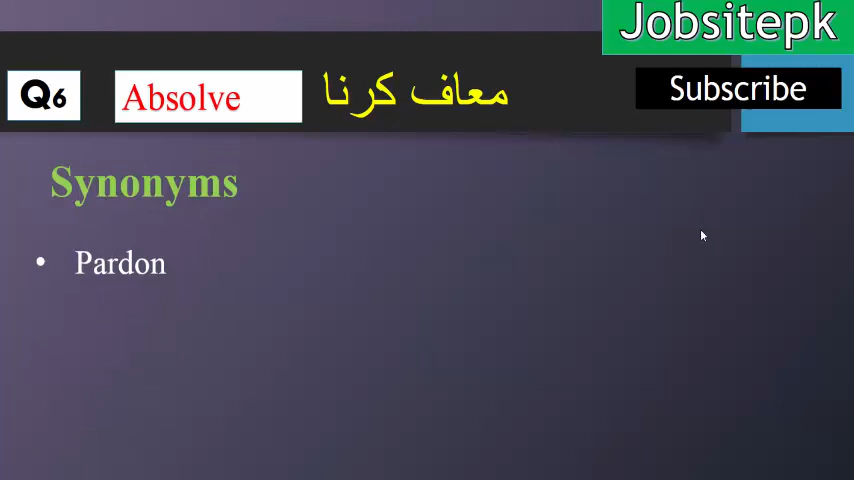 Jobsitepk
Q6 Absolve معاف کرنا Subscribe
Synonyms
• Pardon